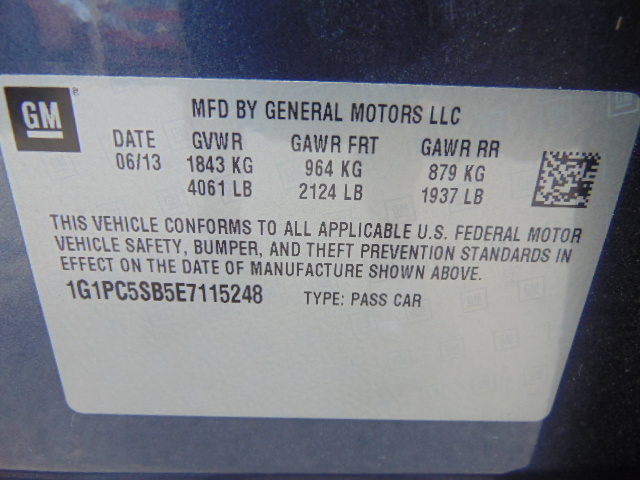 GM®
MFD BY GENERAL MOTORS LLC
DATE GVWR GAWR FRT GAWR RR
06/13 1843 KG 964 KG 879 KG
4061 LB 2124 LB 1937 LB
THIS VEHICLE CONFORMS TO ALL APPLICABLE U.S. FEDERAL MOTOR
VEHICLE SAFETY, BUMPER, AND THEFT PREVENTION STANDARDS IN
EFFECT ON THE DATE OF MANUFACTURE SHOWN ABOVE.
1G1PC5SB5E7115248 TYPE: PASS CAR